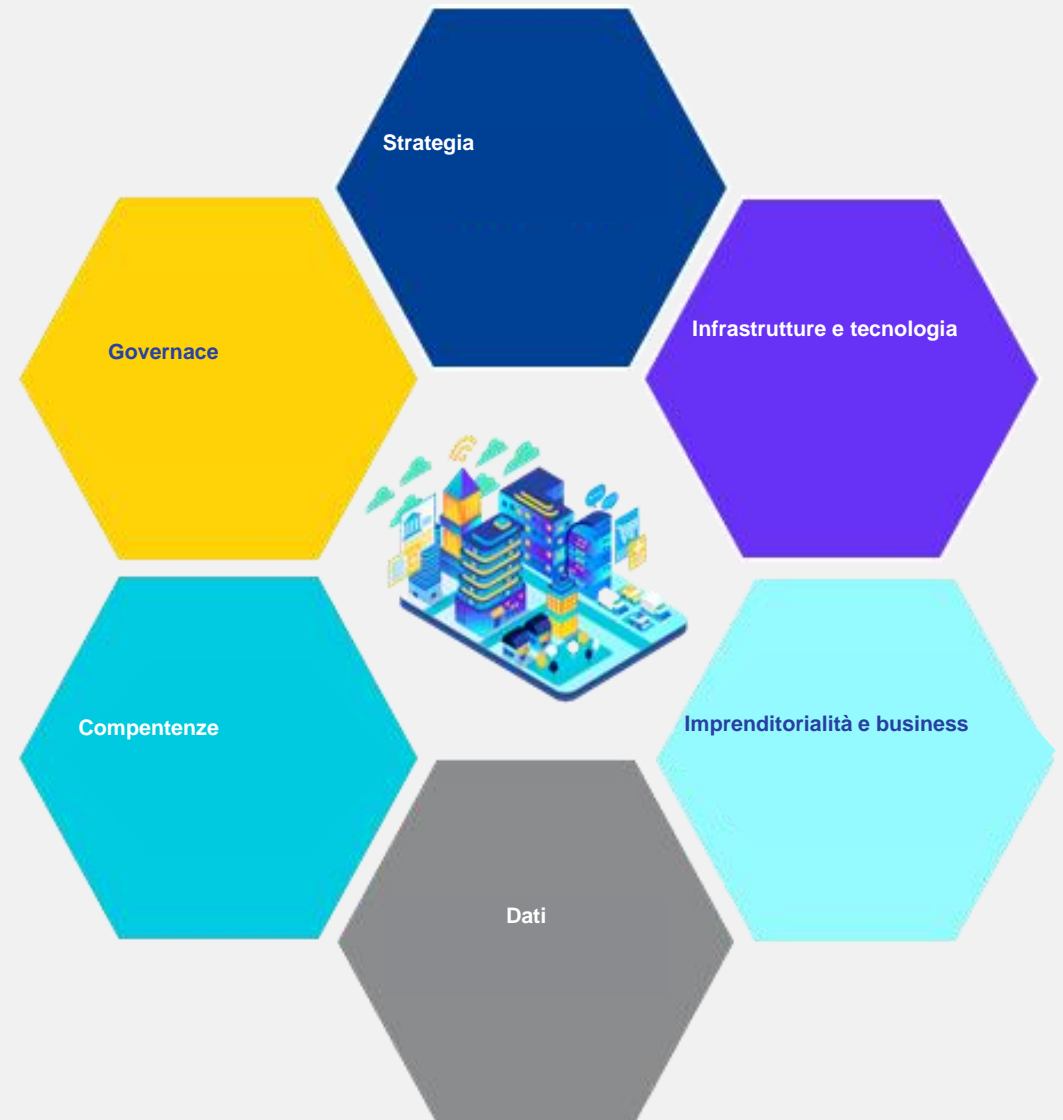 Strategia
Infrastrutture e tecnologia
Governace
Compentenze
Imprenditorialità e business
Dati